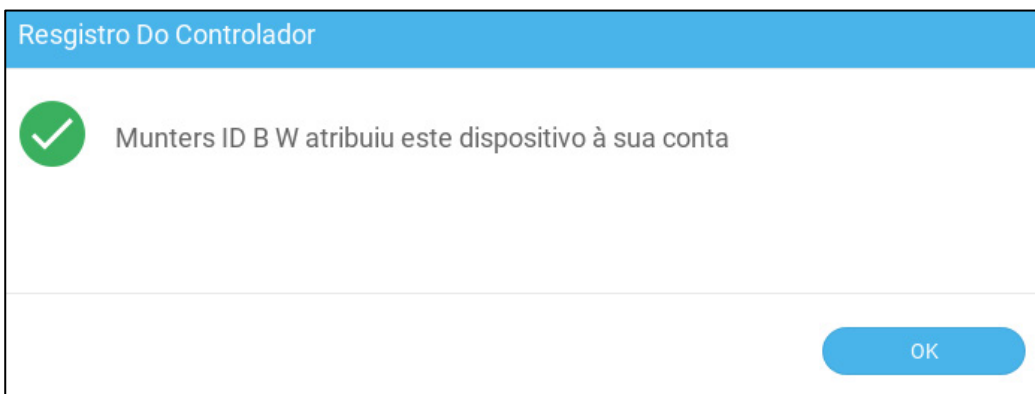 Resgistro Do Controlador
Munters ID B W atribuiu este dispositivo à sua conta
OK